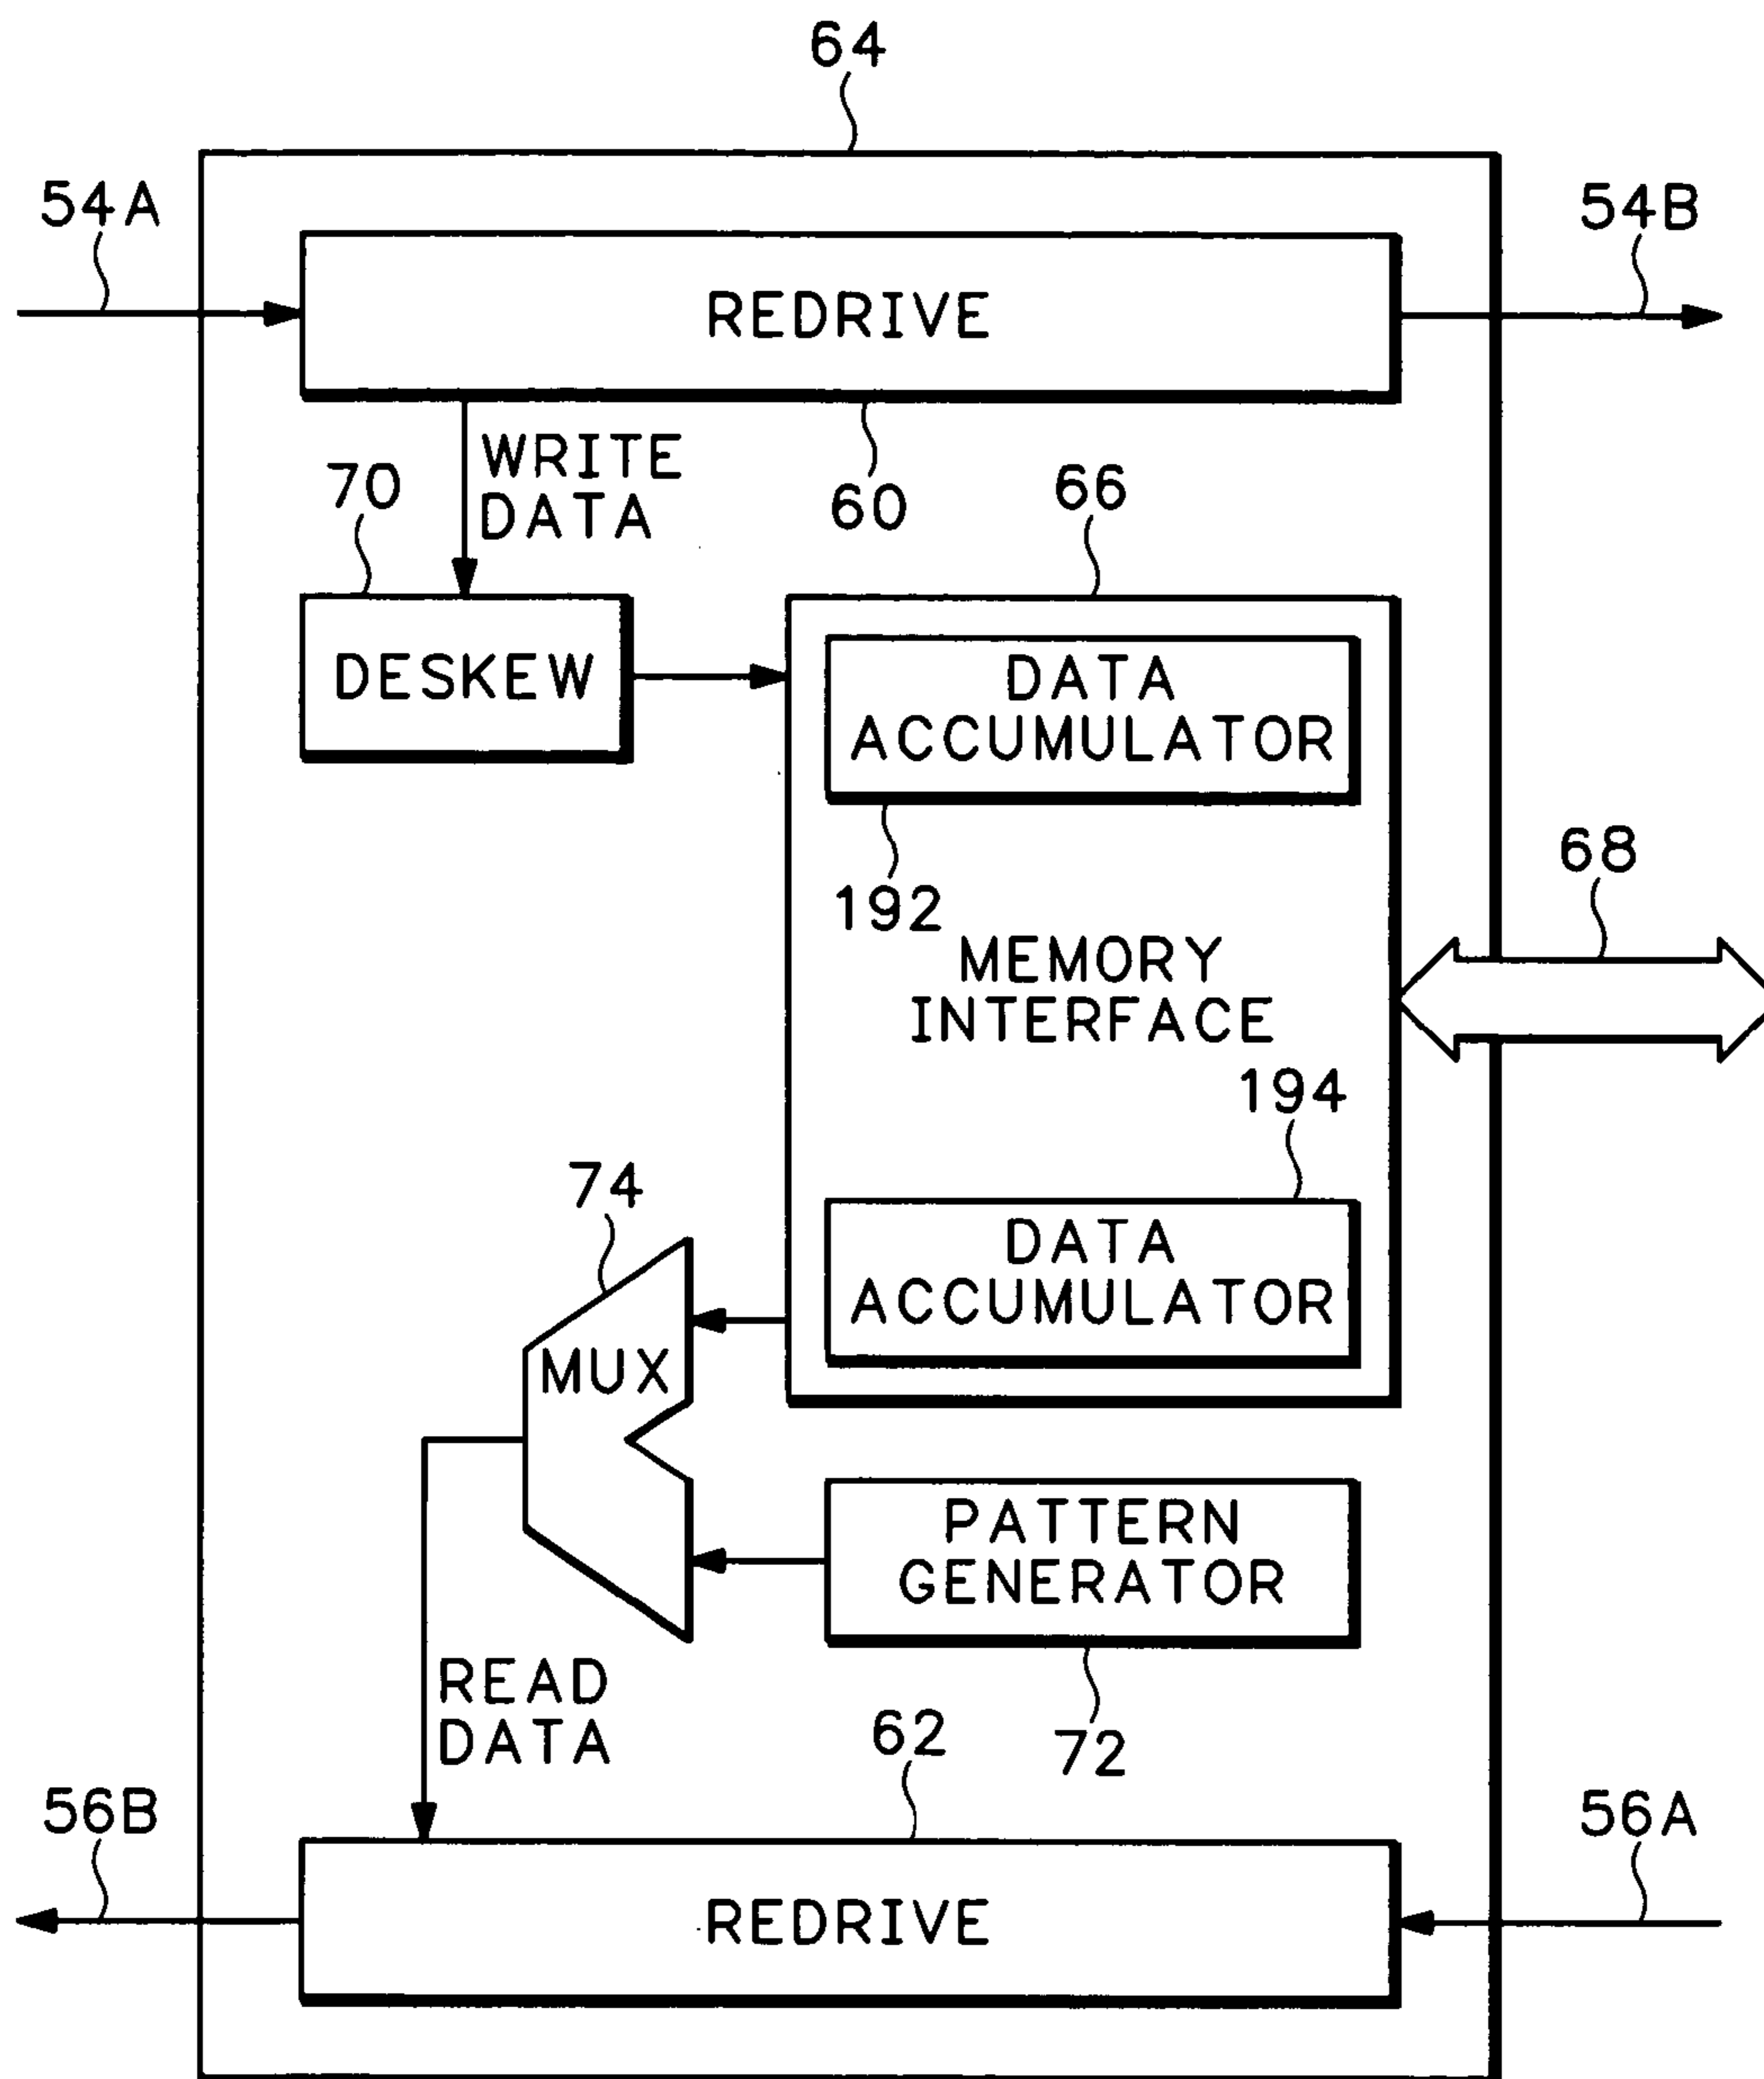 64
54A
54B
REDRIVE
WRITE
DATA
70
60
66
DESKEW
DATA
ACCUMULATOR
192
68
MEMORY
INTERFACE
194
74
DATA
ACCUMULATOR
MUX
PATTERN
GENERATOR
READ
DATA
62
72
56B
56A
REDRIVE